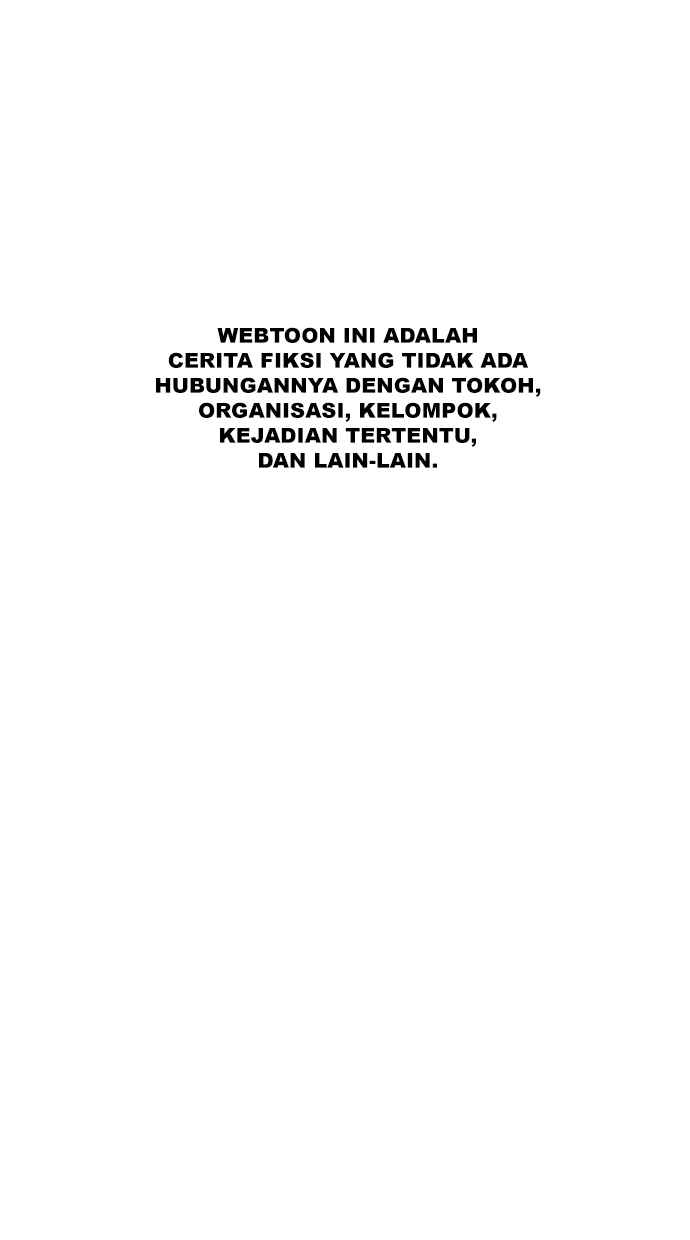 WEBTOON INI ADALAH
CERITA FIKSI YANG TIDAK ADA
HUBUNGANNYA DENGAN TOKOH,
ORGANISASI, KELOMPOK,
KEJADIAN TERTENTU,
DAN LAIN-LAIN.